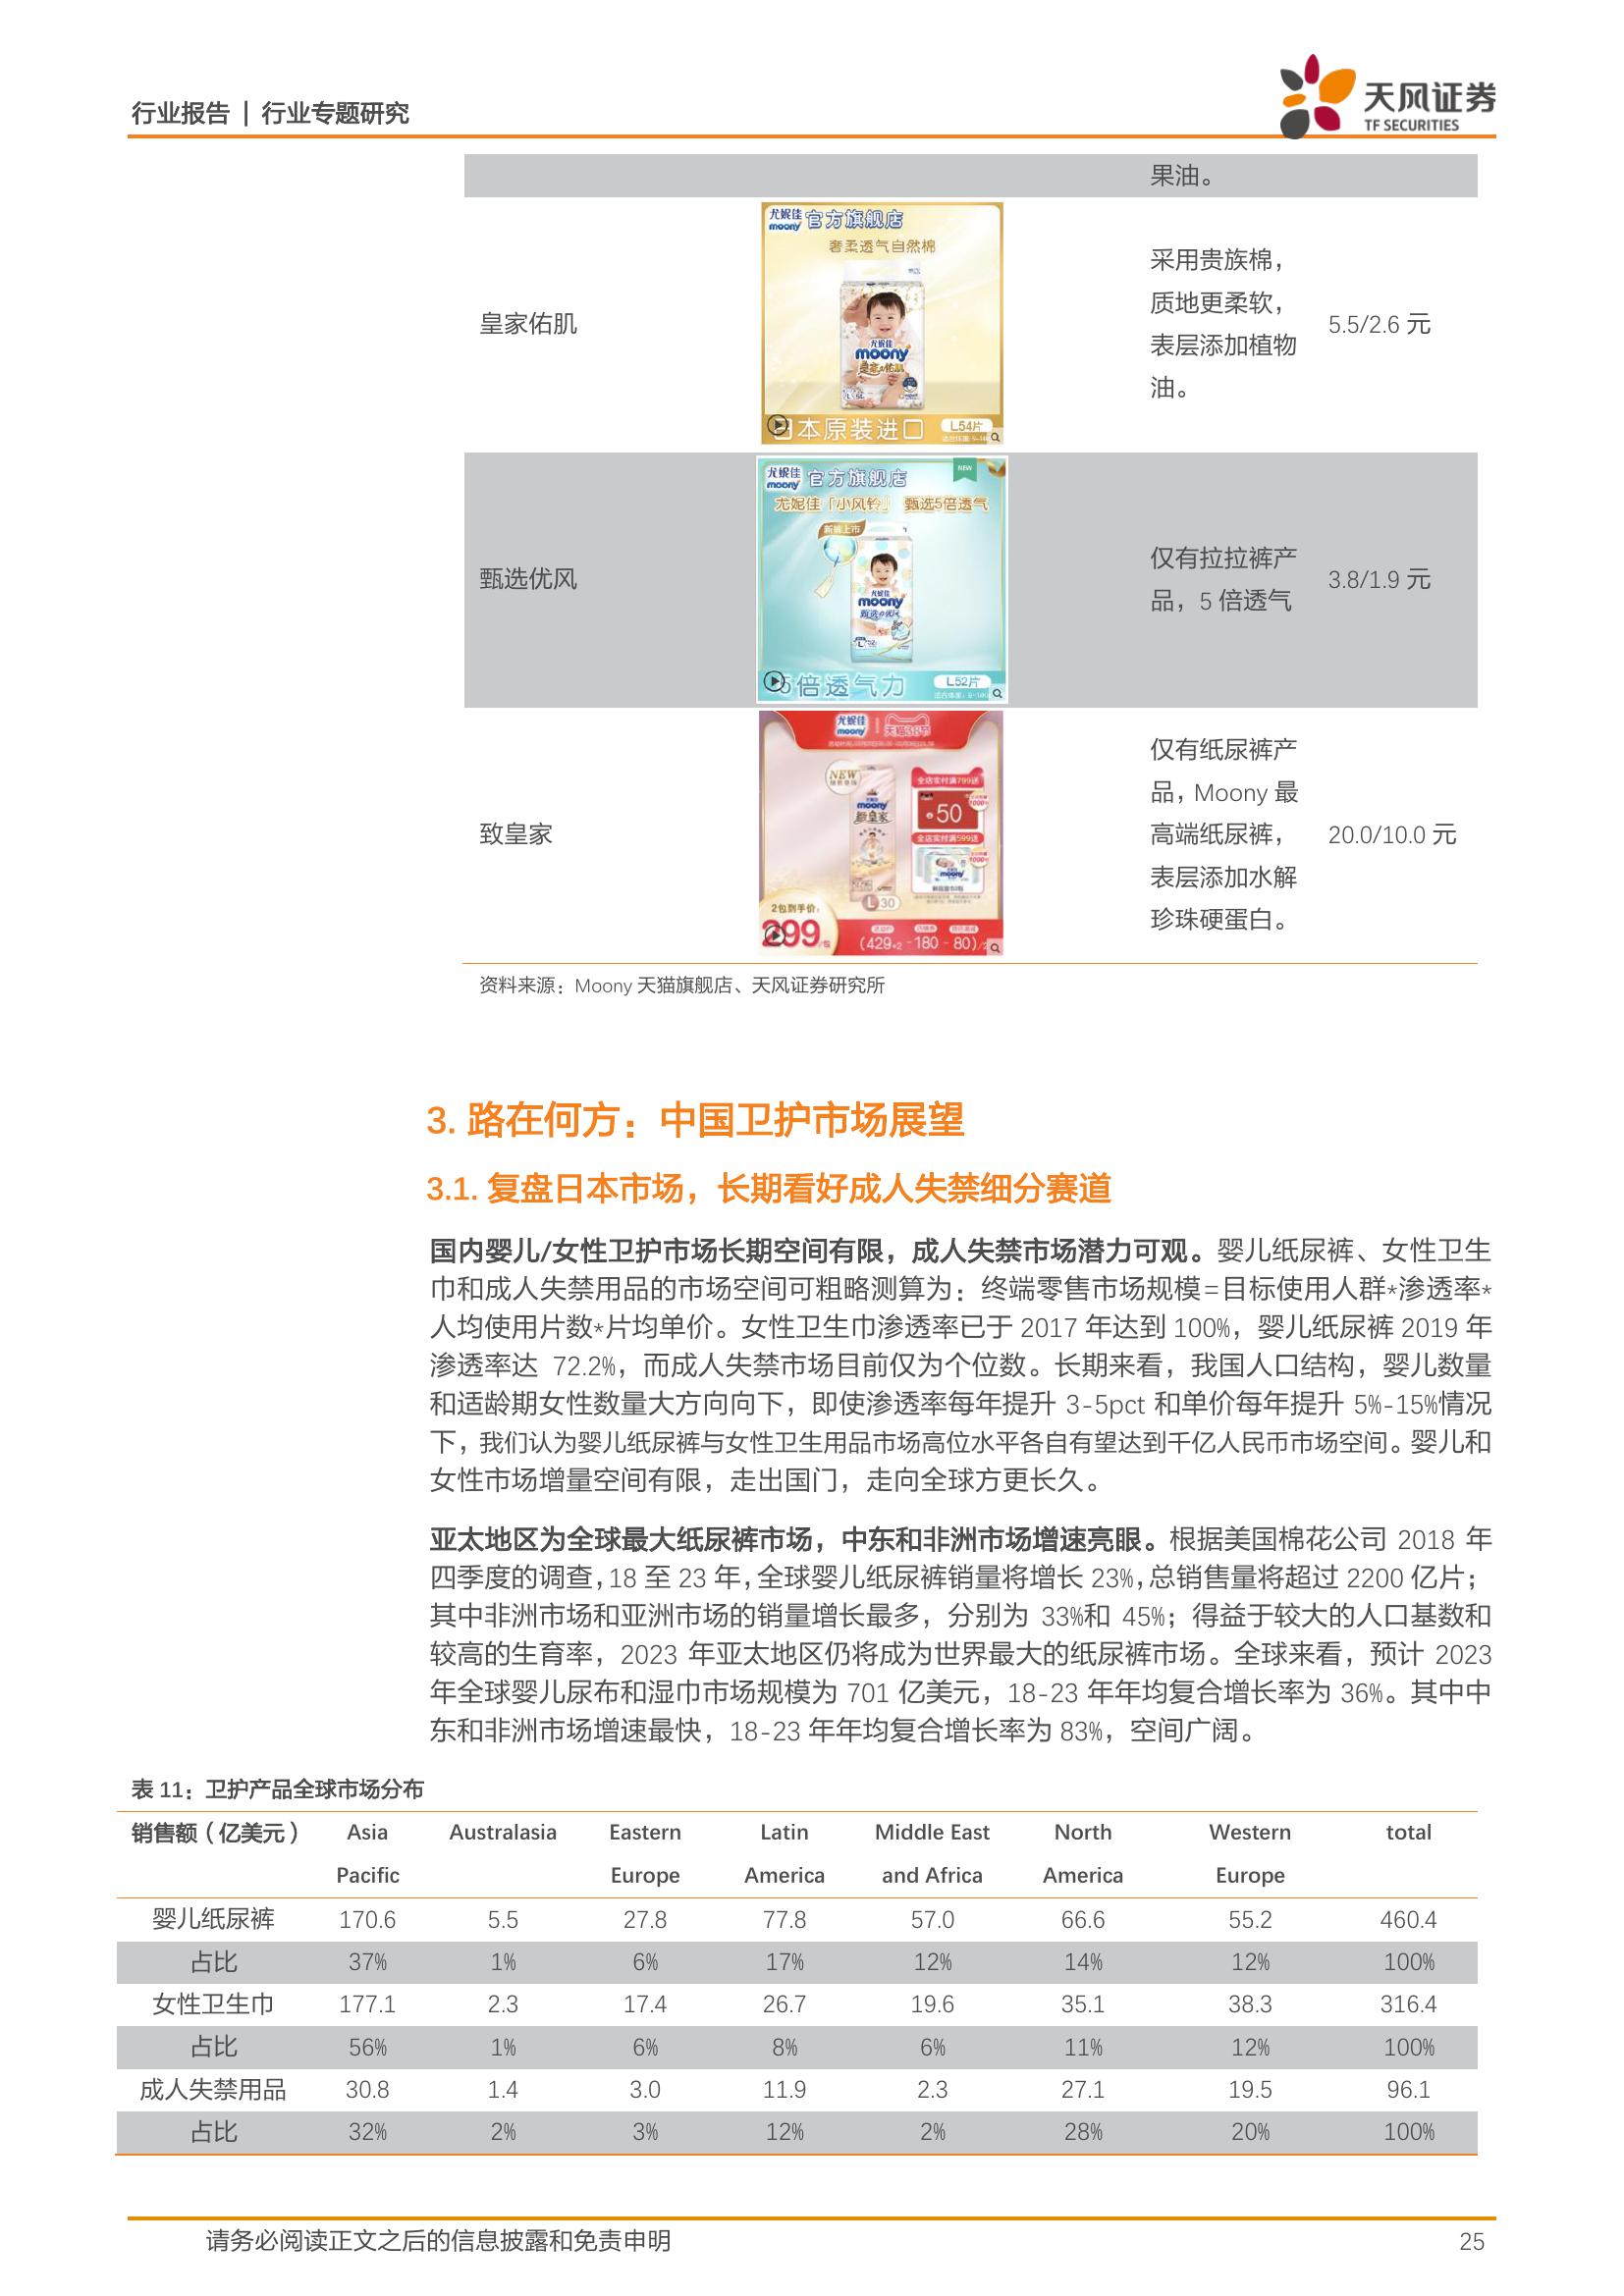 行业报告 | 行业专题研究
天风证券
TF SECURITIES
果油。
皇家佑肌
尤妮佳
moony
官方旗舰店
奢柔透气自然棉
尤妮佳
moony
日本原装进口
L54片
采用贵族棉，
质地更柔软，
表层添加植物
油。
5.5/2.6 元
甄选优风
尤妮佳
moony
官方旗舰店
NEW
尤妮佳「小风铃」 甄选5倍透气
新裤上市
尤妮佳
moony
5倍透气力
L52片
仅有拉拉裤产
品，5 倍透气
3.8/1.9 元
致皇家
尤妮佳
moony
NEW
moony
致皇家
全店实付满799送
50
全店实付满599送
moony
L30
2包到手价：
299
(429×2 - 180 - 80)/2
仅有纸尿裤产
品，Moony 最
高端纸尿裤，
表层添加水解
珍珠硬蛋白。
20.0/10.0 元
资料来源：Moony 天猫旗舰店、天风证券研究所
3. 路在何方：中国卫护市场展望
3.1. 复盘日本市场，长期看好成人失禁细分赛道
国内婴儿/女性卫护市场长期空间有限，成人失禁市场潜力可观。婴儿纸尿裤、女性卫生
巾和成人失禁用品的市场空间可粗略测算为：终端零售市场规模=目标使用人群*渗透率*
人均使用片数*片均单价。女性卫生巾渗透率已于 2017 年达到 100%，婴儿纸尿裤 2019 年
渗透率达 72.2%，而成人失禁市场目前仅为个位数。长期来看，我国人口结构，婴儿数量
和适龄期女性数量大方向向下，即使渗透率每年提升 3-5pct 和单价每年提升 5%-15%情况
下，我们认为婴儿纸尿裤与女性卫生用品市场高位水平各自有望达到千亿人民币市场空间。婴儿和
女性市场增量空间有限，走出国门，走向全球方更长久。
亚太地区为全球最大纸尿裤市场，中东和非洲市场增速亮眼。根据美国棉花公司 2018 年
四季度的调查，18 至 23 年，全球婴儿纸尿裤销量将增长 23%，总销售量将超过 2200 亿片；
其中非洲市场和亚洲市场的销量增长最多，分别为 33%和 45%；得益于较大的人口基数和
较高的生育率，2023 年亚太地区仍将成为世界最大的纸尿裤市场。全球来看，预计 2023
年全球婴儿尿布和湿巾市场规模为 701 亿美元，18-23 年年均复合增长率为 36%。其中中
东和非洲市场增速最快，18-23 年年均复合增长率为 83%，空间广阔。
表 11：卫护产品全球市场分布
销售额（亿美元） Asia Pacific Australasia Eastern Europe Latin America Middle East and Africa North America Western Europe total
婴儿纸尿裤 170.6 5.5 27.8 77.8 57.0 66.6 55.2 460.4
占比 37% 1% 6% 17% 12% 14% 12% 100%
女性卫生巾 177.1 2.3 17.4 26.7 19.6 35.1 38.3 316.4
占比 56% 1% 6% 8% 6% 11% 12% 100%
成人失禁用品 30.8 1.4 3.0 11.9 2.3 27.1 19.5 96.1
占比 32% 2% 3% 12% 2% 28% 20% 100%
请务必阅读正文之后的信息披露和免责申明
25